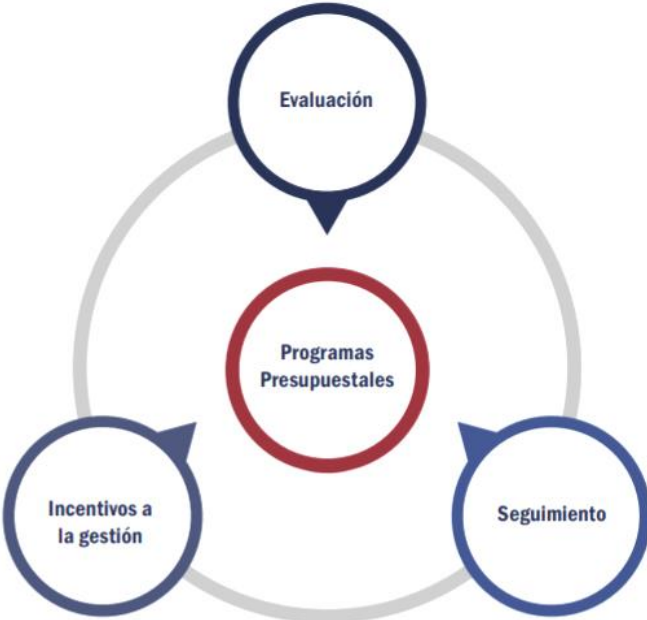 Evaluación
Programas
Presupuestales
Incentivos a
la gestión
Seguimiento